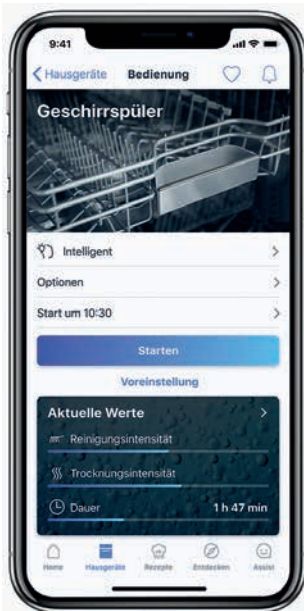 9:41
Hausgeräte Bedienung
Geschirrspüler
Intelligent
Optionen
Start um 10:30
Starten
Voreinstellung
Aktuelle Werte
Reinigungsintensität
Trocknungsintensität
Dauer 1 h 47 min
Home Hausgeräte Rezepte Entdecken Assist